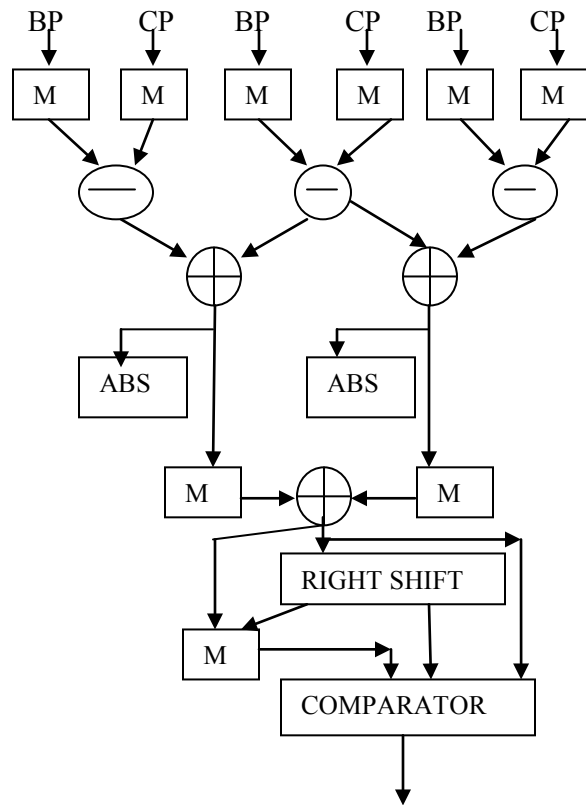 BP CP BP CP BP CP
M M M M M M
ABS ABS
M M
RIGHT SHIFT
M
COMPARATOR